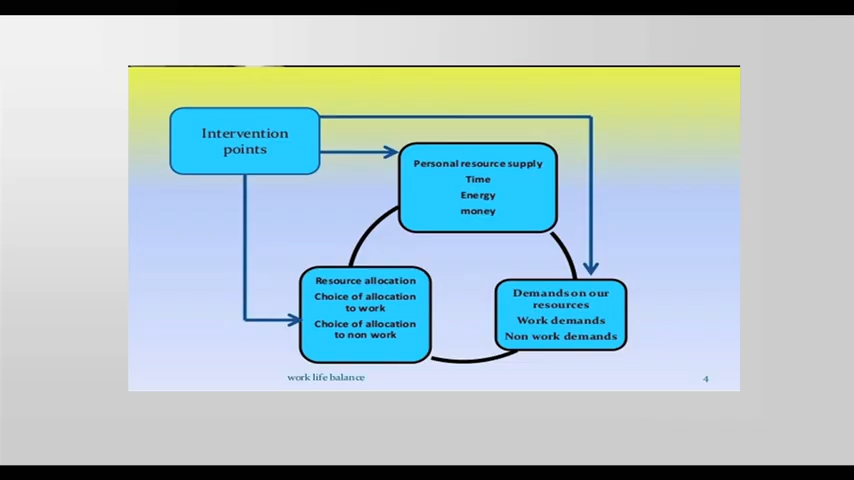 Intervention
points
Personal resource supply
Time
Energy
money
Resource allocation
Choice of allocation
to work
Choice of allocation
to non work
Demands on our
resources
Work demands
Non work demands
work life balance
4